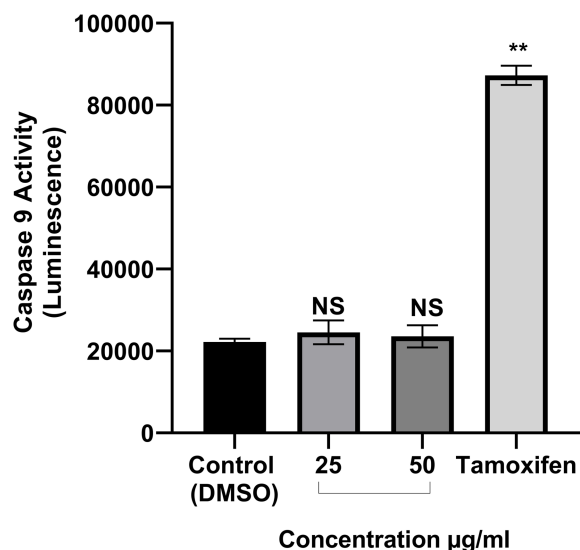 Caspase 9 Activity
(Luminescence)
100000
80000
60000
40000
20000
0
NS
NS
**
Control
(DMSO)
25
50
Tamoxifen
Concentration µg/ml